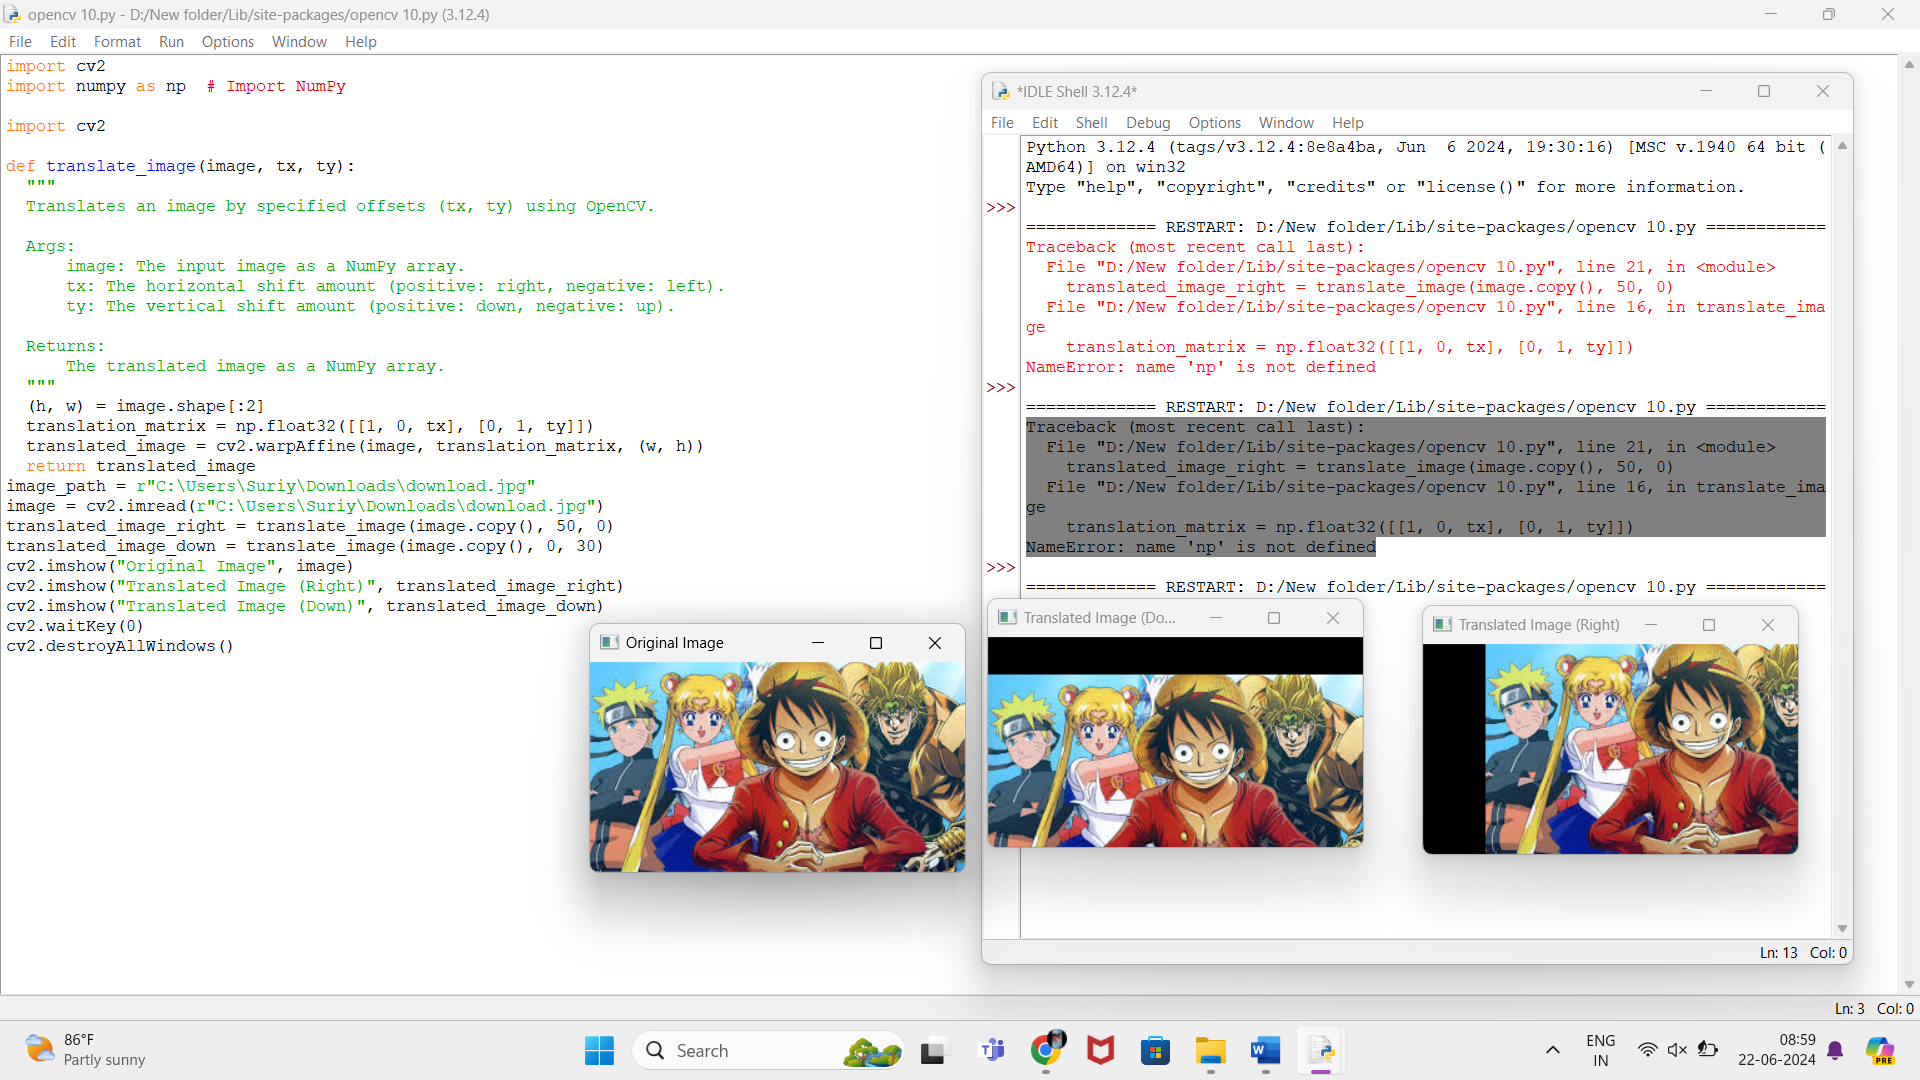 opencv 10.py - D:/New folder/Lib/site-packages/opencv 10.py (3.12.4)
File Edit Format Run Options Window Help
import cv2
import numpy as np  # Import NumPy
import cv2
def translate_image(image, tx, ty):
"""
Translates an image by specified offsets (tx, ty) using OpenCV.
Args:
image: The input image as a NumPy array.
tx: The horizontal shift amount (positive: right, negative: left).
ty: The vertical shift amount (positive: down, negative: up).
Returns:
The translated image as a NumPy array.
"""
(h, w) = image.shape[:2]
translation_matrix = np.float32([[1, 0, tx], [0, 1, ty]])
translated_image = cv2.warpAffine(image, translation_matrix, (w, h))
return translated_image
image_path = r"C:\Users\Suriy\Downloads\download.jpg"
image = cv2.imread(r"C:\Users\Suriy\Downloads\download.jpg")
translated_image_right = translate_image(image.copy(), 50, 0)
translated_image_down = translate_image(image.copy(), 0, 30)
cv2.imshow("Original Image", image)
cv2.imshow("Translated Image (Right)", translated_image_right)
cv2.imshow("Translated Image (Down)", translated_image_down)
cv2.waitKey(0)
cv2.destroyAllWindows()
*IDLE Shell 3.12.4*
File Edit Shell Debug Options Window Help
Python 3.12.4 (tags/v3.12.4:8e8a4ba, Jun  6 2024, 19:30:16) [MSC v.1940 64 bit (
AMD64)] on win32
Type "help", "copyright", "credits" or "license()" for more information.
>>>
============= RESTART: D:/New folder/Lib/site-packages/opencv 10.py ============
Traceback (most recent call last):
File "D:/New folder/Lib/site-packages/opencv 10.py", line 21, in <module>
translated_image_right = translate_image(image.copy(), 50, 0)
File "D:/New folder/Lib/site-packages/opencv 10.py", line 16, in translate_ima
ge
translation_matrix = np.float32([[1, 0, tx], [0, 1, ty]])
NameError: name 'np' is not defined
>>>
============= RESTART: D:/New folder/Lib/site-packages/opencv 10.py ============
Traceback (most recent call last):
File "D:/New folder/Lib/site-packages/opencv 10.py", line 21, in <module>
translated_image_right = translate_image(image.copy(), 50, 0)
File "D:/New folder/Lib/site-packages/opencv 10.py", line 16, in translate_ima
ge
translation_matrix = np.float32([[1, 0, tx], [0, 1, ty]])
NameError: name 'np' is not defined
>>>
============= RESTART: D:/New folder/Lib/site-packages/opencv 10.py ============
Original Image
Translated Image (Do...
Translated Image (Right)
Ln: 13 Col: 0
Ln: 3 Col: 0
86°F
Partly sunny
Search
ENG
IN
08:59
22-06-2024
PRE